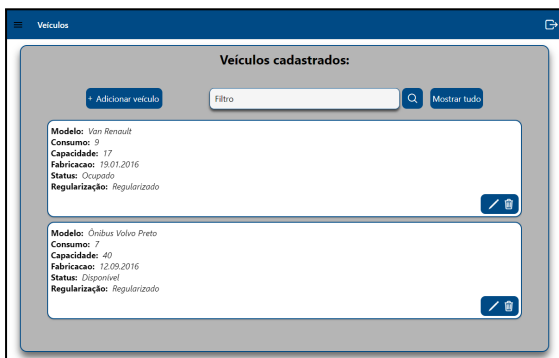 Veículos
Veículos cadastrados:
+ Adicionar veículo
Filtro
Mostrar tudo
Modelo: Van Renault
Consumo: 9
Capacidade: 17
Fabricacao: 19.01.2016
Status: Ocupado
Regularização: Regularizado
Modelo: Ônibus Volvo Preto
Consumo: 7
Capacidade: 40
Fabricacao: 12.09.2016
Status: Disponível
Regularização: Regularizado